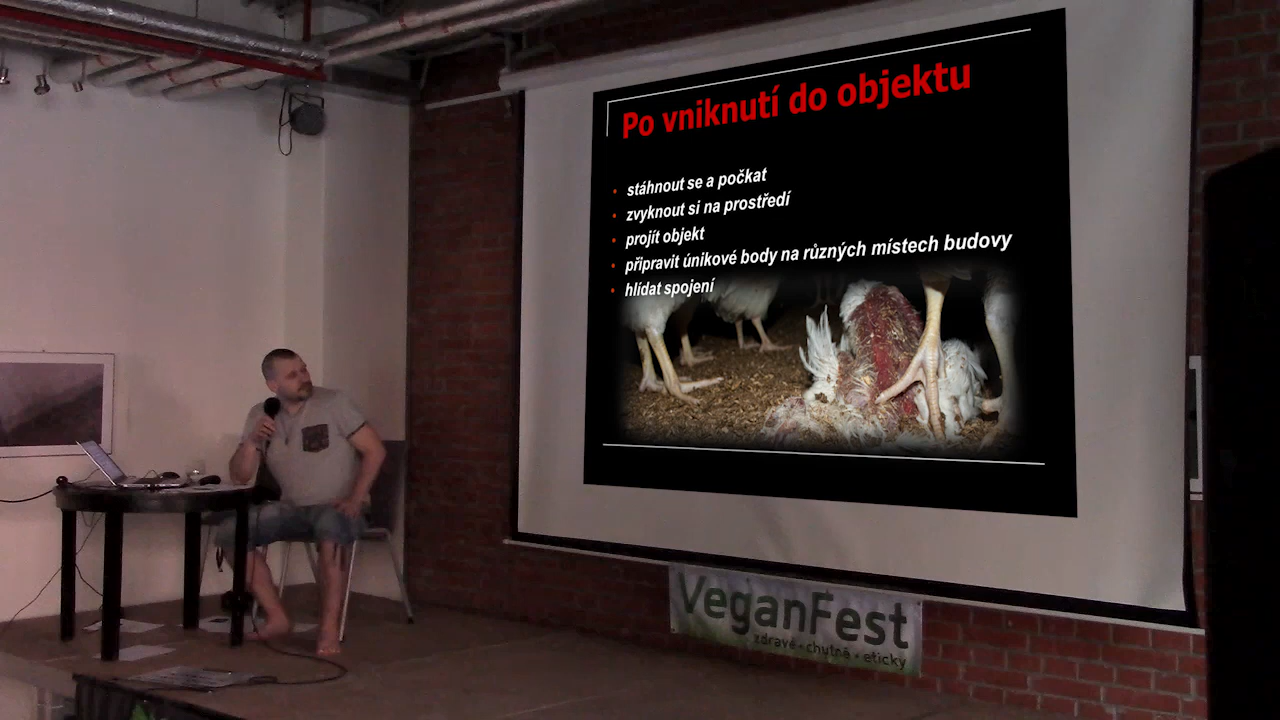 Po vniknutí do objektu
stáhnout se a počkat
zvyknout si na prostředí
projít objekt
připravit únikové body na různých místech budovy
hlídat spojení
VeganFest
zdravě • chutně • eticky